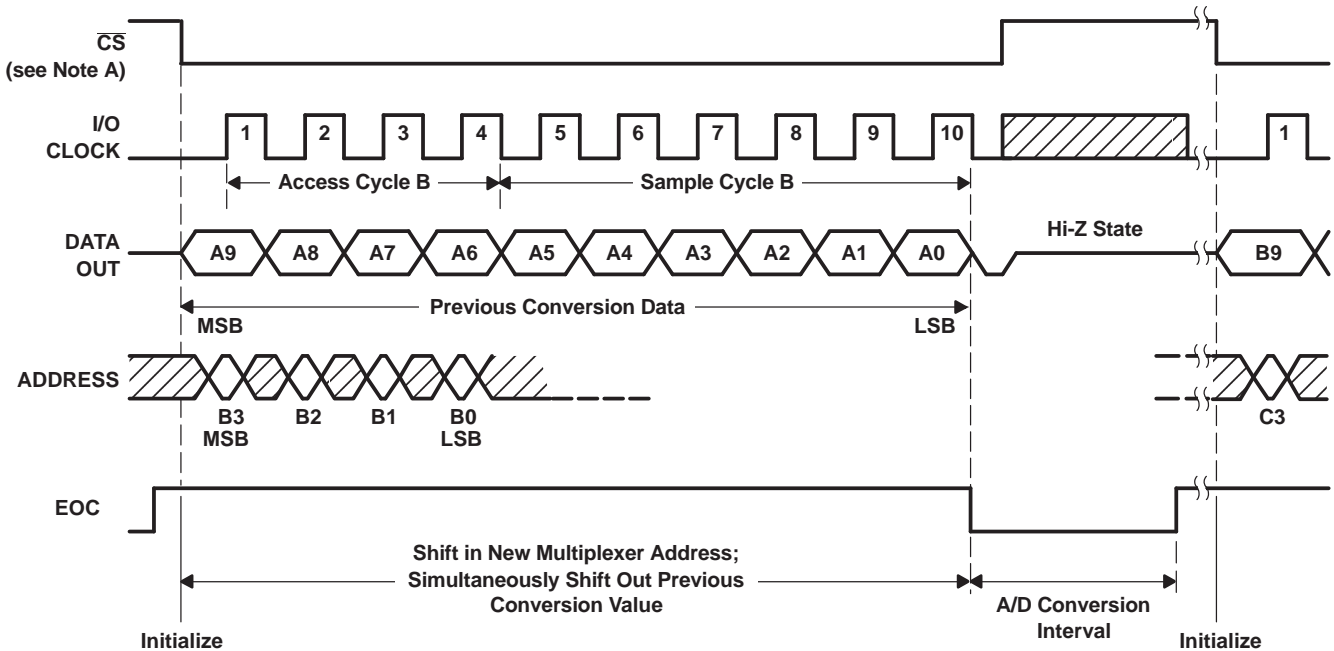 CS
(see Note A)
I/O
CLOCK
1 2 3 4 5 6 7 8 9 10 1
Access Cycle B Sample Cycle B
DATA
OUT
A9 A8 A7 A6 A5 A4 A3 A2 A1 A0 Hi-Z State B9
Previous Conversion Data
MSB LSB
ADDRESS
B3 B2 B1 B0 C3
MSB LSB
EOC
Shift in New Multiplexer Address;
Simultaneously Shift Out Previous
Conversion Value
A/D Conversion
Interval
Initialize Initialize